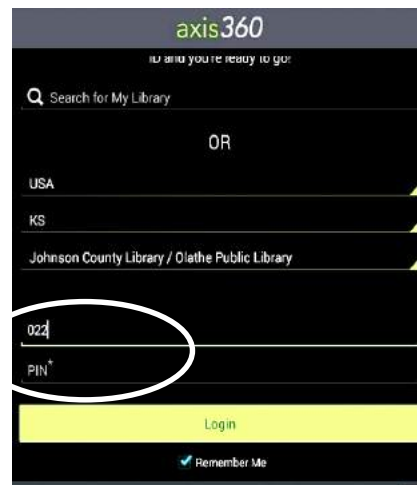 axis360
ID and you're ready to go!
Search for My Library
OR
USA
KS
Johnson County Library / Olathe Public Library
022
PIN*
Login
Remember Me